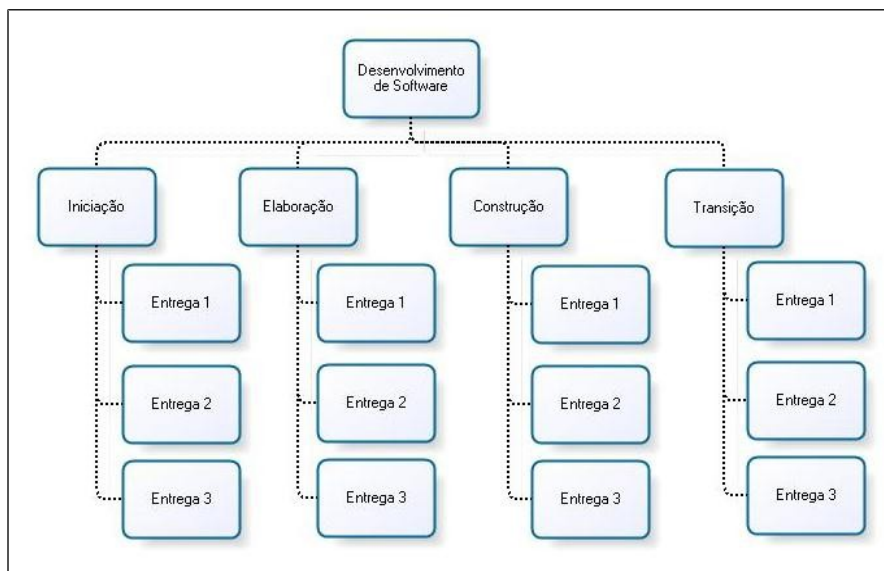 Desenvolvimento
de Software
Iniciação
Elaboração
Construção
Transição
Entrega 1
Entrega 1
Entrega 1
Entrega 1
Entrega 2
Entrega 2
Entrega 2
Entrega 2
Entrega 3
Entrega 3
Entrega 3
Entrega 3